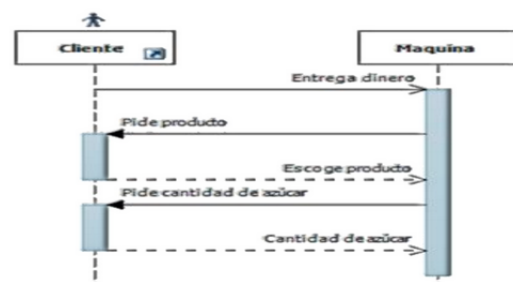 Cliente
Maquina
Entrega dinero
Pide producto
Escoge producto
Pide cantidad de azúcar
Cantidad de azúcar